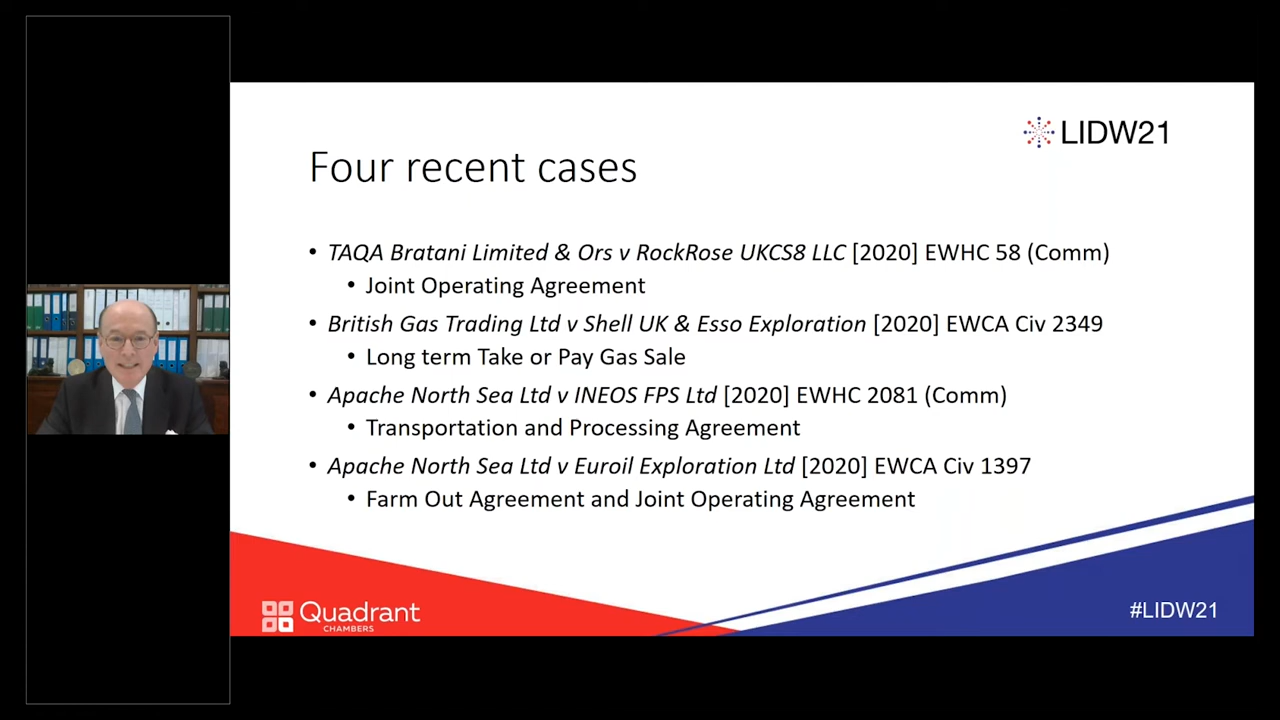 LIDW21
Four recent cases
• TAQA Bratani Limited & Ors v RockRose UKCS8 LLC [2020] EWHC 58 (Comm)
• Joint Operating Agreement
• British Gas Trading Ltd v Shell UK & Esso Exploration [2020] EWCA Civ 2349
• Long term Take or Pay Gas Sale
• Apache North Sea Ltd v INEOS FPS Ltd [2020] EWHC 2081 (Comm)
• Transportation and Processing Agreement
• Apache North Sea Ltd v Euroil Exploration Ltd [2020] EWCA Civ 1397
• Farm Out Agreement and Joint Operating Agreement
Quadrant
CHAMBERS
#LIDW21